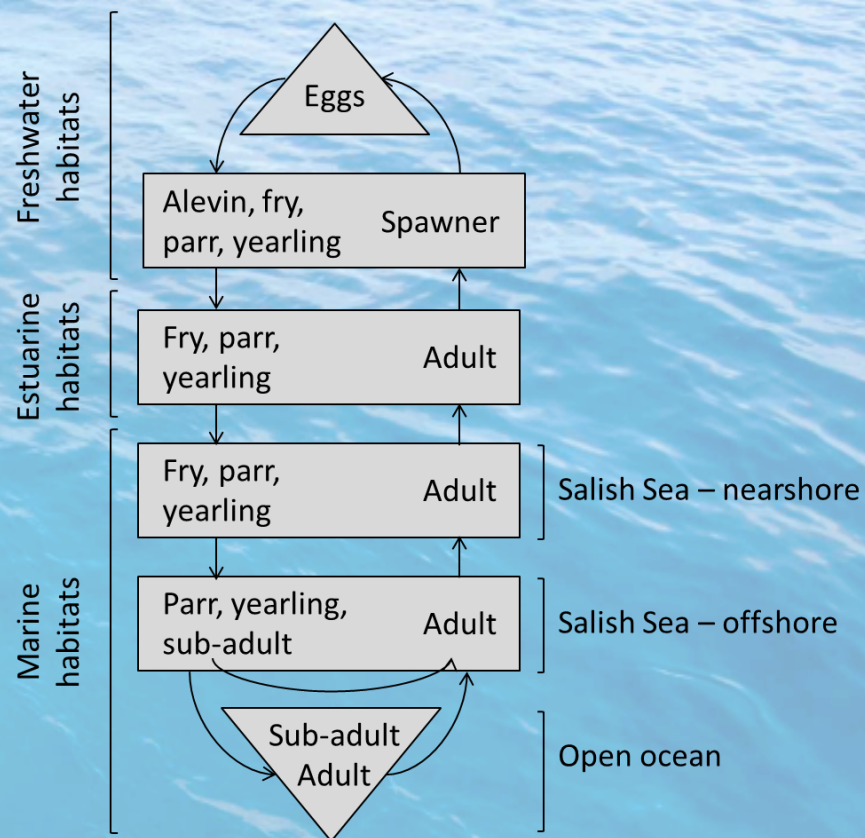 Freshwater
habitats
Eggs
Alevin, fry,
parr, yearling
Spawner
Estuarine
habitats
Fry, parr,
yearling
Adult
Marine
habitats
Fry, parr,
yearling
Adult
Salish Sea – nearshore
Parr, yearling,
sub-adult
Adult
Salish Sea – offshore
Sub-adult
Adult
Open ocean